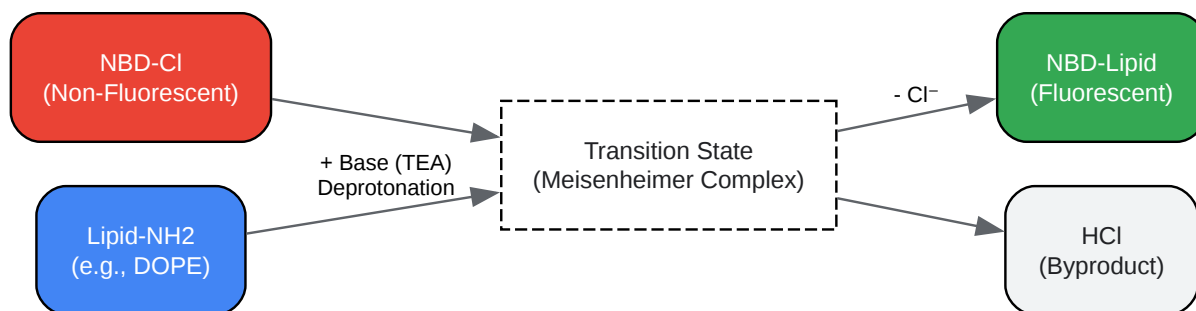 NBD-Cl
(Non-Fluorescent)
+ Base (TEA)
Deprotonation
Lipid-NH2
(e.g., DOPE)
Transition State
(Meisenheimer Complex)
- Cl⁻
NBD-Lipid
(Fluorescent)
HCl
(Byproduct)